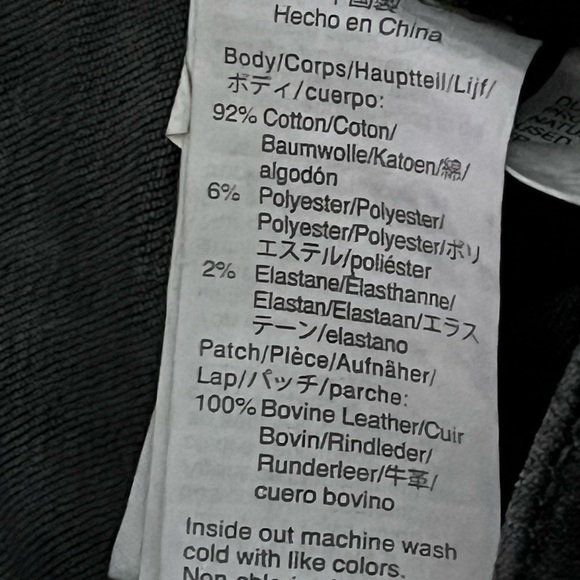 Hecho en China
Body/Corps/Hauptteil/Lijf/
ボディ/cuerpo:
92% Cotton/Coton/
Baumwolle/Katoen/綿/
algodón
6% Polyester/Polyester/
Polyester/Polyester/ポリ
エステル/poliéster
2% Elastane/Élasthanne/
Elastan/Elastaan/エラス
テーン/elastano
Patch/Pièce/Aufnäher/
Lap/パッチ/parche:
100% Bovine Leather/Cuir
Bovin/Rindleder/
Runderleer/牛革/
cuero bovino
Inside out machine wash
cold with like colors.